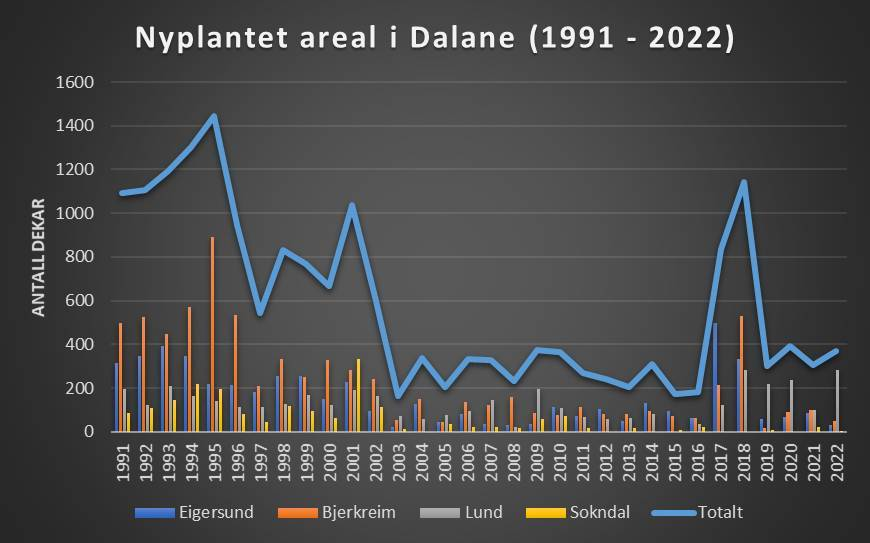 Nyplantet areal i Dalane (1991 - 2022)
ANTALL DEKAR
1600
1400
1200
1000
800
600
400
200
0
1991 1992 1993 1994 1995 1996 1997 1998 1999 2000 2001 2002 2003 2004 2005 2006 2007 2008 2009 2010 2011 2012 2013 2014 2015 2016 2017 2018 2019 2020 2021 2022
Eigersund Bjerkreim Lund Sokndal Totalt